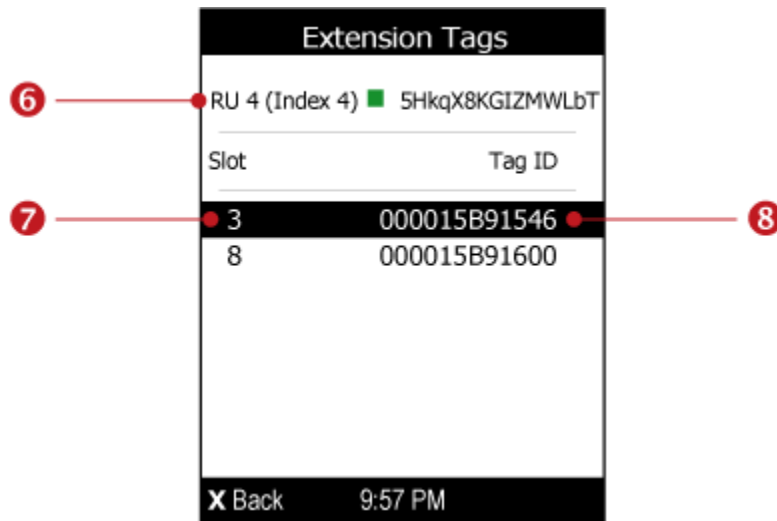 Extension Tags
6 RU 4 (Index 4) 5HkqX8KGIZMWLbT
Slot Tag ID
7 3 000015B91546 8
8 000015B91600
X Back 9:57 PM